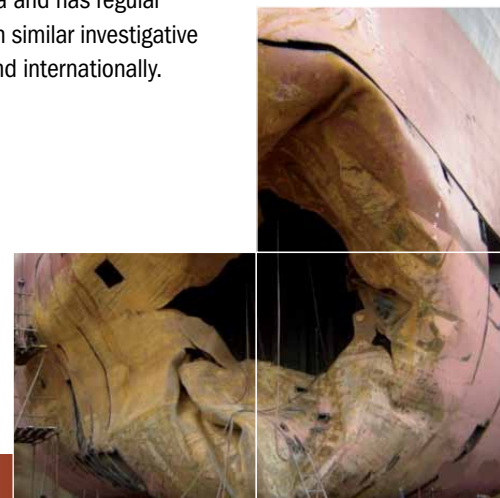 and has regular
similar investigative
internationally.